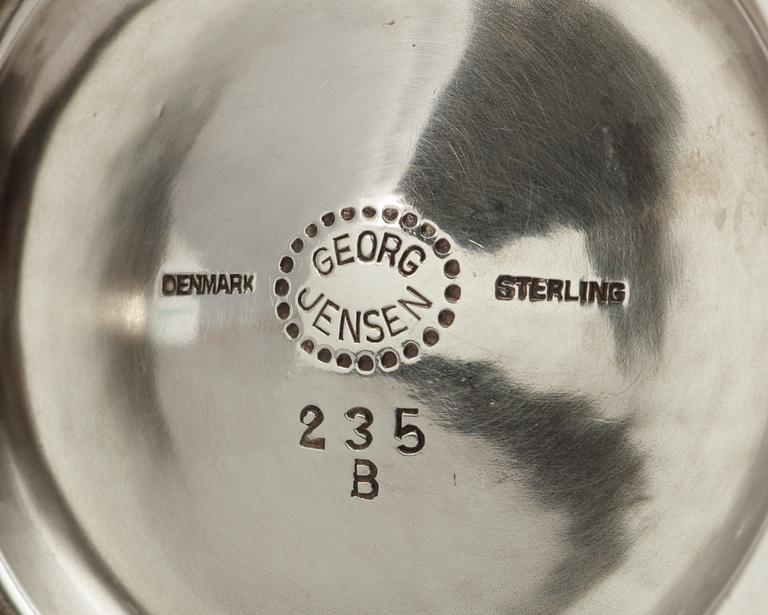 GEORG
JENSEN
DENMARK
STERLING
235
B